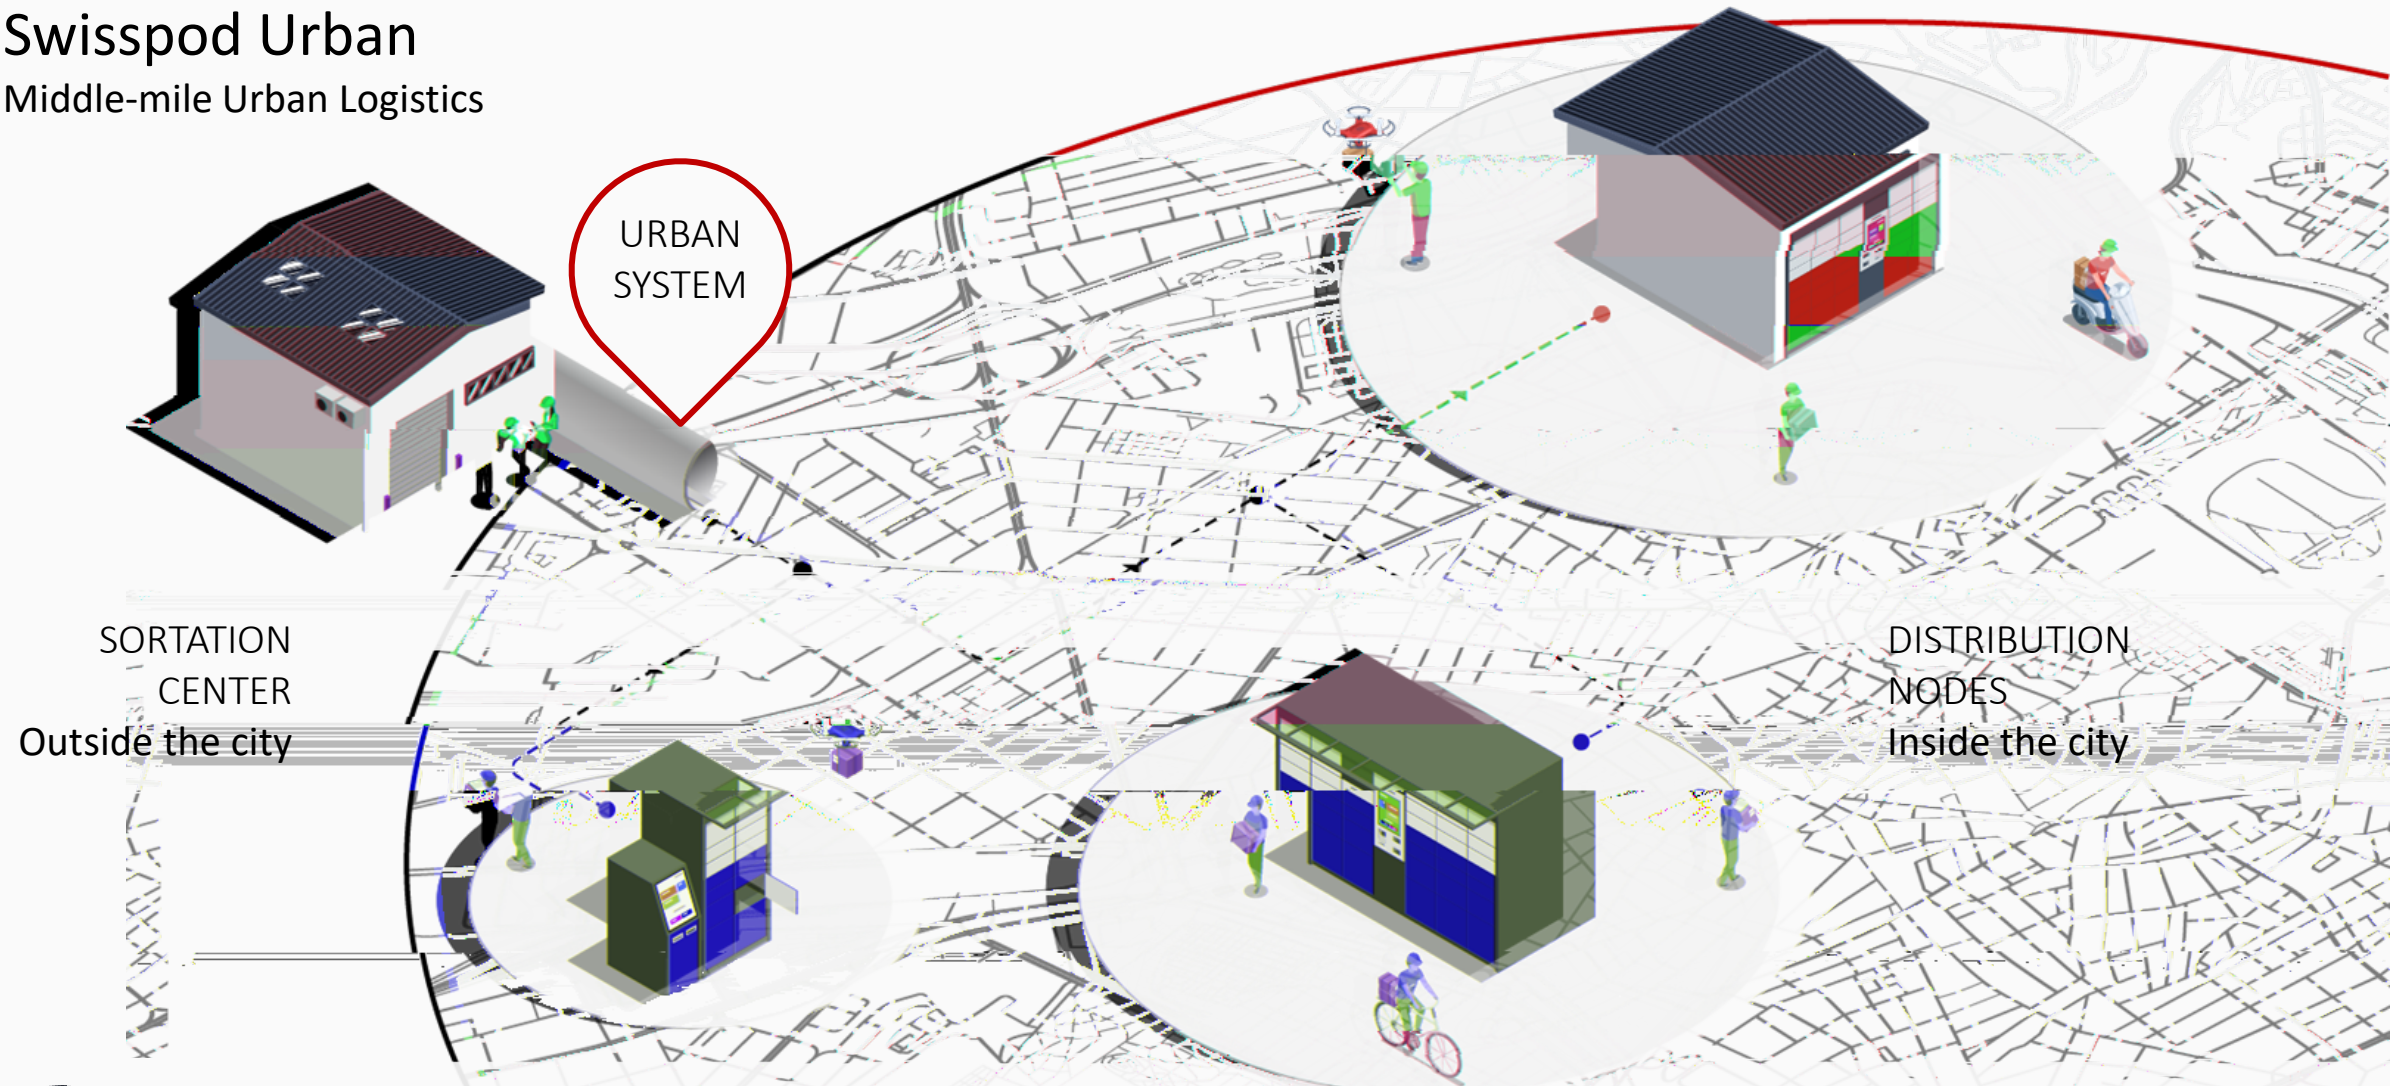 Swisspod Urban
Middle-mile Urban Logistics
URBAN
SYSTEM
SORTATION
CENTER
Outside the city
DISTRIBUTION
NODES
Inside the city